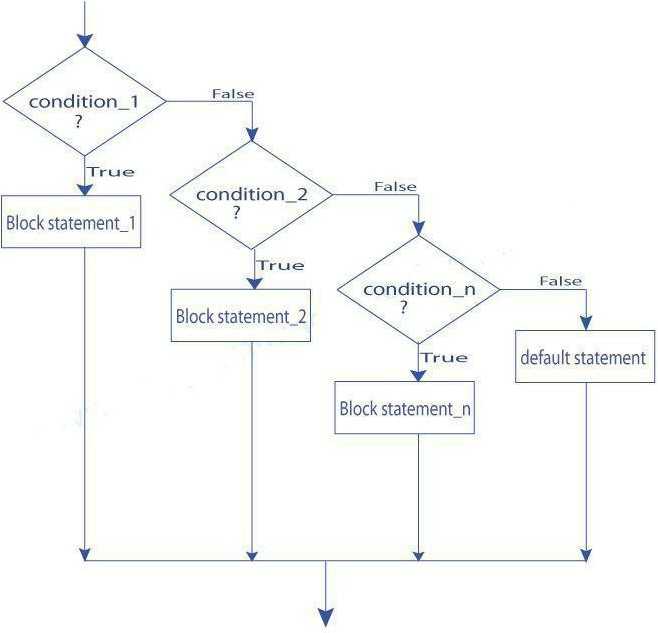 condition_1
?
False
True
Block statement_1
condition_2
?
False
True
Block statement_2
condition_n
?
False
True
Block statement_n
default statement